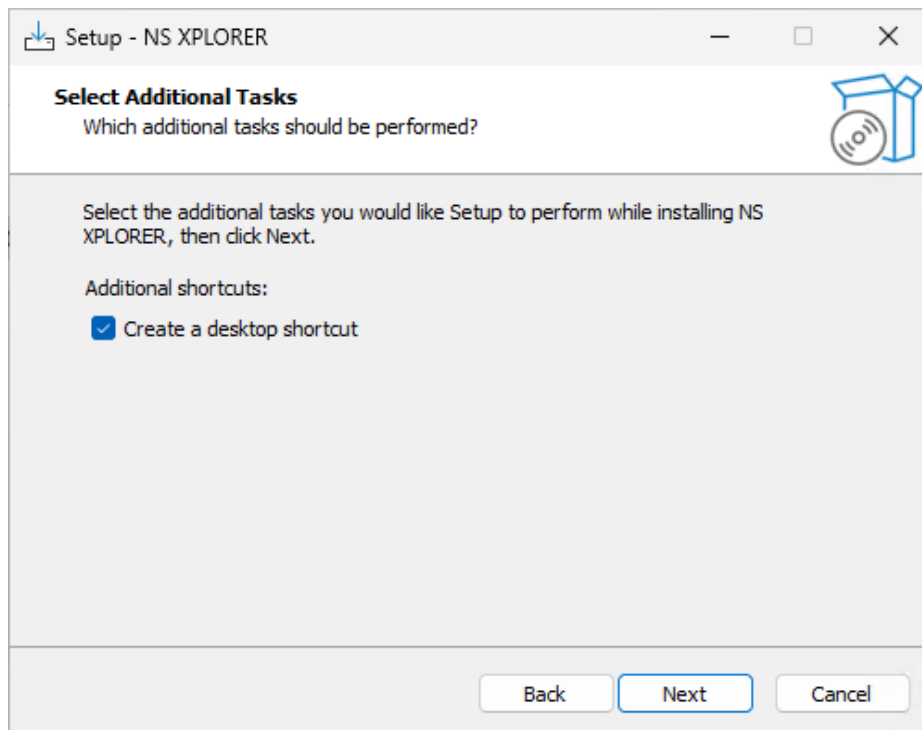 Setup - NS XPLORER
Select Additional Tasks
Which additional tasks should be performed?
Select the additional tasks you would like Setup to perform while installing NS
XPLORER, then click Next.
Additional shortcuts:
Create a desktop shortcut
Back Next Cancel